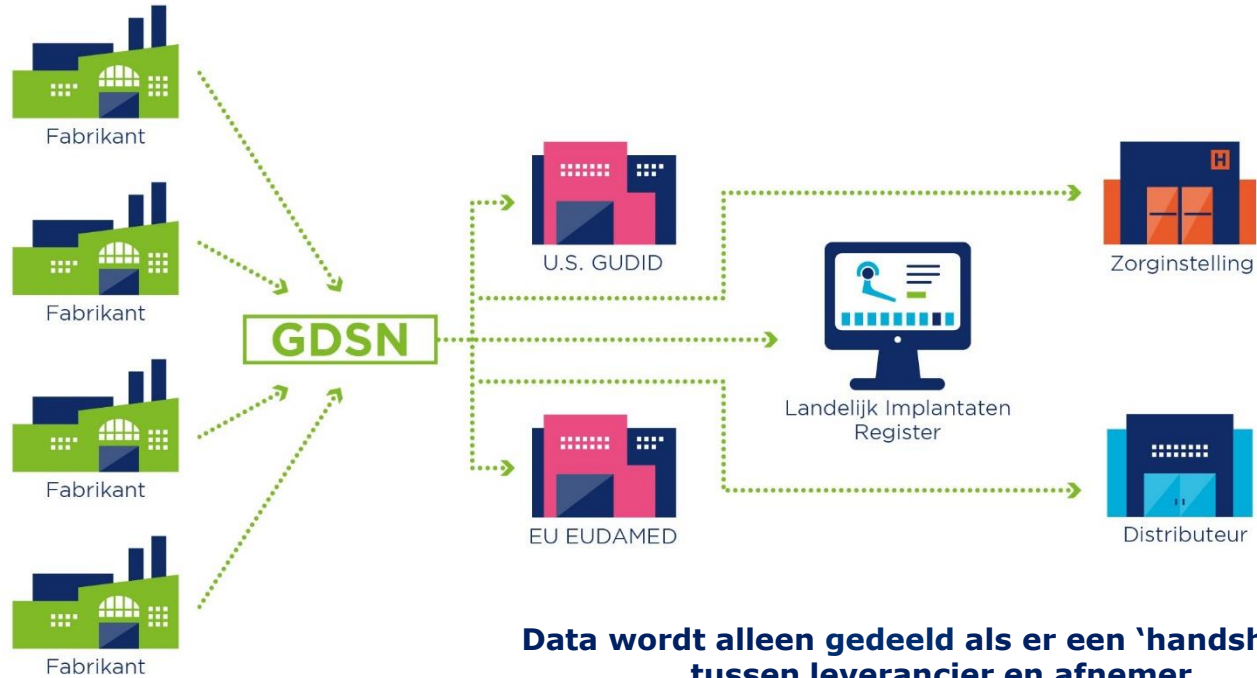 Fabrikant
Fabrikant
Fabrikant
Fabrikant
GDSN
U.S. GUDID
EU EUDAMED
Landelijk Implantaten
Register
H
Zorginstelling
Distributeur
Data wordt alleen gedeeld als er een ‘handsh
tussen leverancier en afnemer